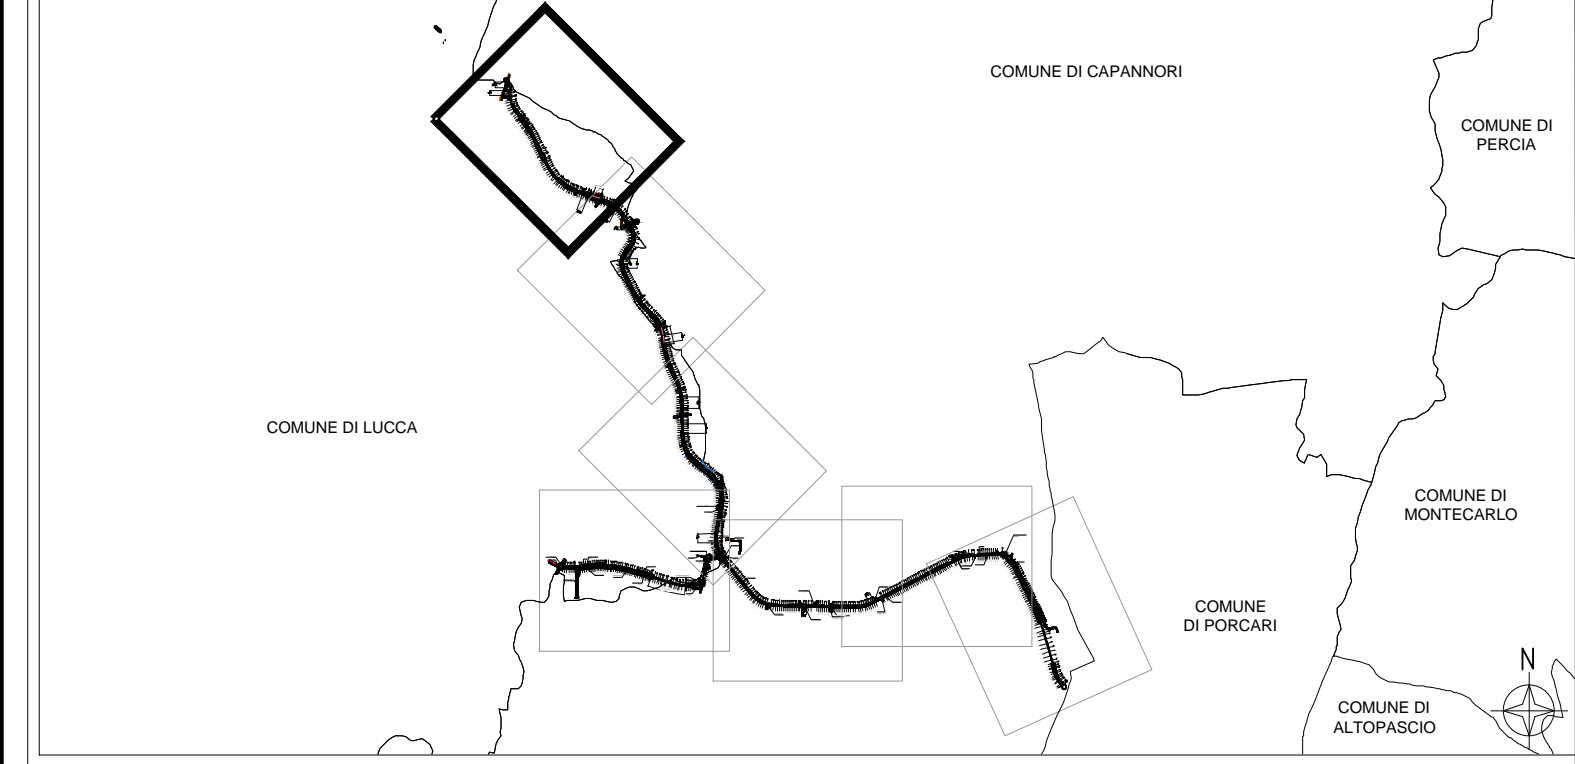 COMUNE DI CAPANNORI
COMUNE DI
PERCIA
COMUNE DI LUCCA
COMUNE DI
MONTECARLO
COMUNE
DI PORCARI
N
COMUNE DI
ALTOPASCIO